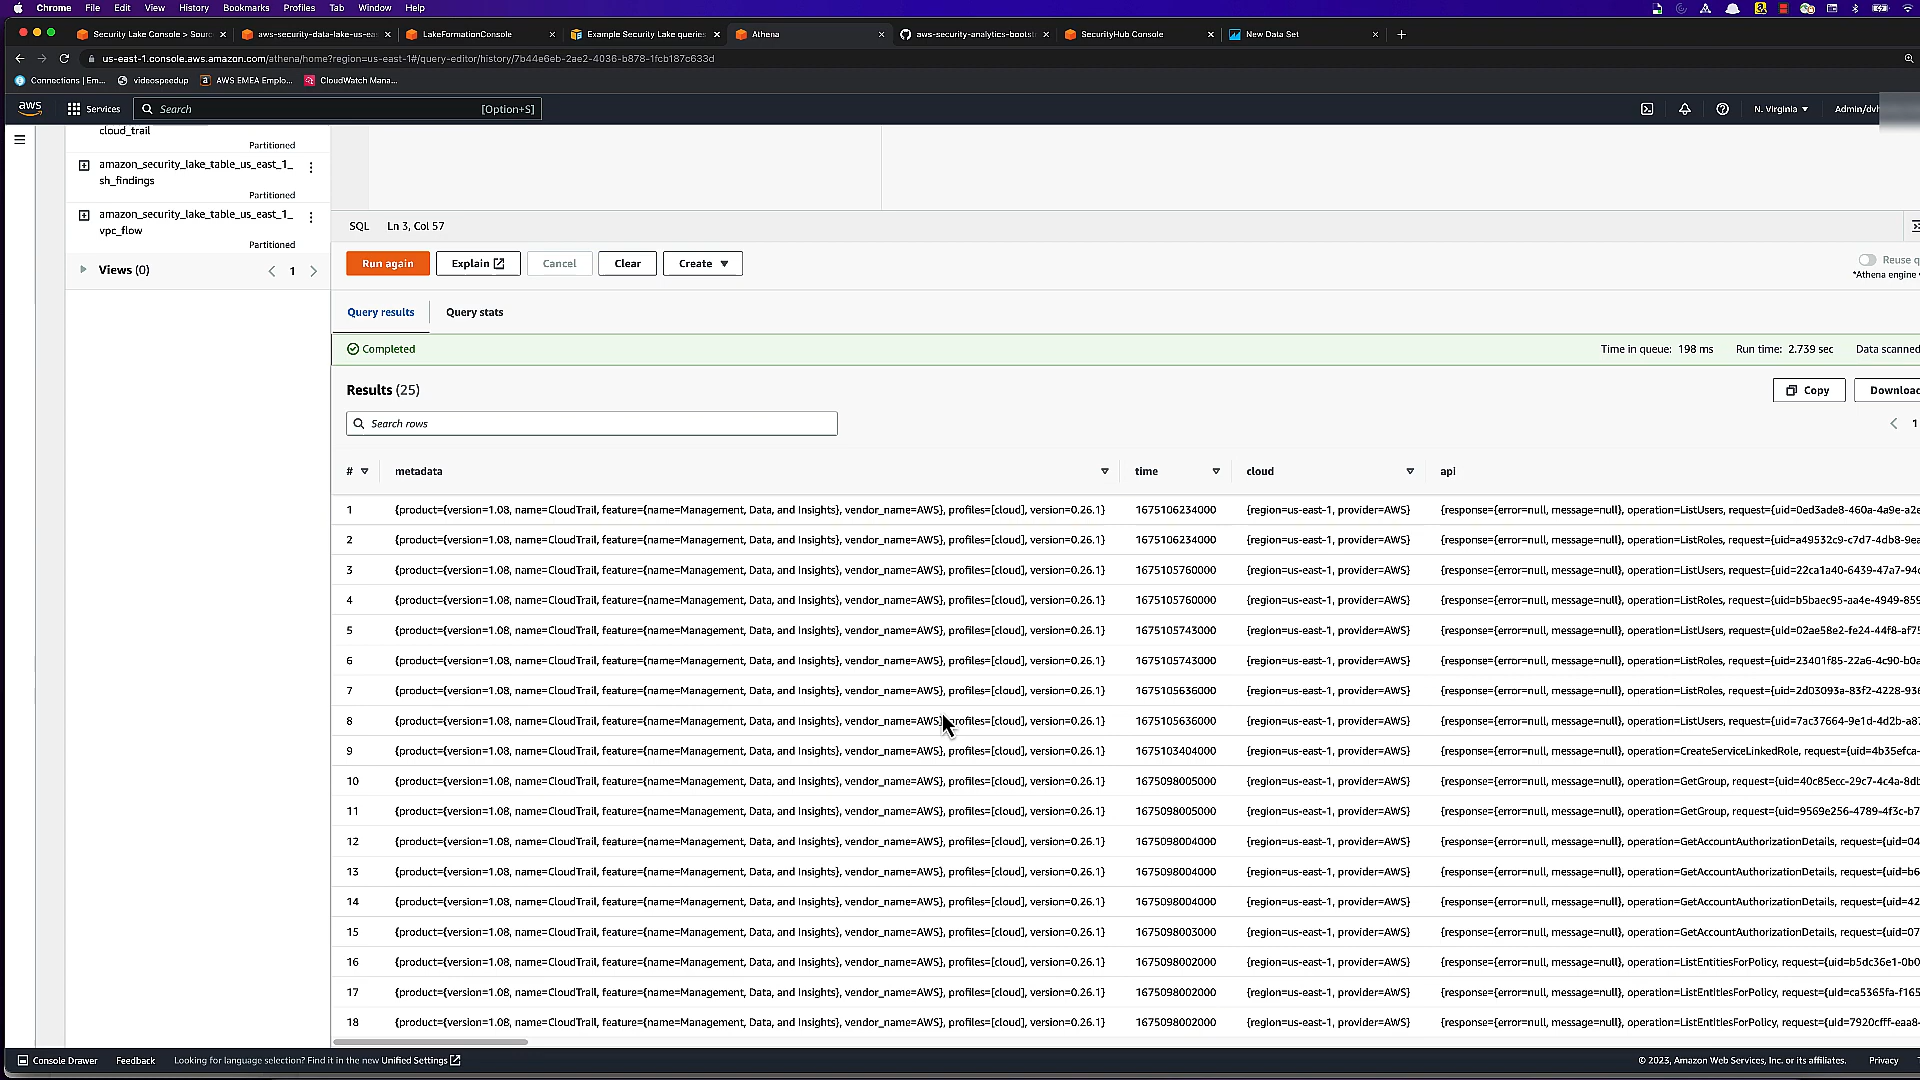 Chrome File Edit View History Bookmarks Profiles Tab Window Help
Security Lake Console > Sourc aws-security-data-lake-us-eas LakeFormationConsole Example Security Lake queries Athena aws-security-analytics-bootst SecurityHub Console New Data Set
us-east-1.console.aws.amazon.com/athena/home?region=us-east-1#/query-editor/history/7b44e6eb-2ae2-4036-b878-1fcb187c633d
Connections | Em... videospeedup AWS EMEA Emplo... CloudWatch Mana...
aws Services Search [Option+S] N. Virginia Admin/dvh
cloud_trail
Partitioned
amazon_security_lake_table_us_east_1_
sh_findings
Partitioned
amazon_security_lake_table_us_east_1_
vpc_flow
Partitioned
Views (0) 1
SQL Ln 3, Col 57
Run again Explain Cancel Clear Create
Reuse q
*Athena engine v
Query results Query stats
Completed Time in queue: 198 ms Run time: 2.739 sec Data scanned
Results (25) Copy Download
Search rows 1
# metadata time cloud api
1 {product={version=1.08, name=CloudTrail, feature={name=Management, Data, and Insights}, vendor_name=AWS}, profiles=[cloud], version=0.26.1} 1675106234000 {region=us-east-1, provider=AWS} {response={error=null, message=null}, operation=ListUsers, request={uid=0ed3ade8-460a-4a9e-a2e
2 {product={version=1.08, name=CloudTrail, feature={name=Management, Data, and Insights}, vendor_name=AWS}, profiles=[cloud], version=0.26.1} 1675106234000 {region=us-east-1, provider=AWS} {response={error=null, message=null}, operation=ListRoles, request={uid=a49532c9-c7d7-4db8-9ea
3 {product={version=1.08, name=CloudTrail, feature={name=Management, Data, and Insights}, vendor_name=AWS}, profiles=[cloud], version=0.26.1} 1675105760000 {region=us-east-1, provider=AWS} {response={error=null, message=null}, operation=ListUsers, request={uid=22ca1a40-6439-47a7-94c
4 {product={version=1.08, name=CloudTrail, feature={name=Management, Data, and Insights}, vendor_name=AWS}, profiles=[cloud], version=0.26.1} 1675105760000 {region=us-east-1, provider=AWS} {response={error=null, message=null}, operation=ListRoles, request={uid=b5baec95-aa4e-4949-859
5 {product={version=1.08, name=CloudTrail, feature={name=Management, Data, and Insights}, vendor_name=AWS}, profiles=[cloud], version=0.26.1} 1675105743000 {region=us-east-1, provider=AWS} {response={error=null, message=null}, operation=ListUsers, request={uid=02ae58e2-fe24-44f8-af75
6 {product={version=1.08, name=CloudTrail, feature={name=Management, Data, and Insights}, vendor_name=AWS}, profiles=[cloud], version=0.26.1} 1675105743000 {region=us-east-1, provider=AWS} {response={error=null, message=null}, operation=ListRoles, request={uid=23401f85-22a6-4c90-b0a
7 {product={version=1.08, name=CloudTrail, feature={name=Management, Data, and Insights}, vendor_name=AWS}, profiles=[cloud], version=0.26.1} 1675105636000 {region=us-east-1, provider=AWS} {response={error=null, message=null}, operation=ListRoles, request={uid=2d03093a-83f2-4228-936
8 {product={version=1.08, name=CloudTrail, feature={name=Management, Data, and Insights}, vendor_name=AWS}, profiles=[cloud], version=0.26.1} 1675105636000 {region=us-east-1, provider=AWS} {response={error=null, message=null}, operation=ListUsers, request={uid=7ac37664-9e1d-4d2b-a87
9 {product={version=1.08, name=CloudTrail, feature={name=Management, Data, and Insights}, vendor_name=AWS}, profiles=[cloud], version=0.26.1} 1675103404000 {region=us-east-1, provider=AWS} {response={error=null, message=null}, operation=CreateServiceLinkedRole, request={uid=4b35efca-
10 {product={version=1.08, name=CloudTrail, feature={name=Management, Data, and Insights}, vendor_name=AWS}, profiles=[cloud], version=0.26.1} 1675098005000 {region=us-east-1, provider=AWS} {response={error=null, message=null}, operation=GetGroup, request={uid=40c85ecc-29c7-4c4a-8db
11 {product={version=1.08, name=CloudTrail, feature={name=Management, Data, and Insights}, vendor_name=AWS}, profiles=[cloud], version=0.26.1} 1675098005000 {region=us-east-1, provider=AWS} {response={error=null, message=null}, operation=GetGroup, request={uid=9569e256-4789-4f3c-b7
12 {product={version=1.08, name=CloudTrail, feature={name=Management, Data, and Insights}, vendor_name=AWS}, profiles=[cloud], version=0.26.1} 1675098004000 {region=us-east-1, provider=AWS} {response={error=null, message=null}, operation=GetAccountAuthorizationDetails, request={uid=04
13 {product={version=1.08, name=CloudTrail, feature={name=Management, Data, and Insights}, vendor_name=AWS}, profiles=[cloud], version=0.26.1} 1675098004000 {region=us-east-1, provider=AWS} {response={error=null, message=null}, operation=GetAccountAuthorizationDetails, request={uid=b6
14 {product={version=1.08, name=CloudTrail, feature={name=Management, Data, and Insights}, vendor_name=AWS}, profiles=[cloud], version=0.26.1} 1675098004000 {region=us-east-1, provider=AWS} {response={error=null, message=null}, operation=GetAccountAuthorizationDetails, request={uid=42
15 {product={version=1.08, name=CloudTrail, feature={name=Management, Data, and Insights}, vendor_name=AWS}, profiles=[cloud], version=0.26.1} 1675098003000 {region=us-east-1, provider=AWS} {response={error=null, message=null}, operation=GetAccountAuthorizationDetails, request={uid=07
16 {product={version=1.08, name=CloudTrail, feature={name=Management, Data, and Insights}, vendor_name=AWS}, profiles=[cloud], version=0.26.1} 1675098002000 {region=us-east-1, provider=AWS} {response={error=null, message=null}, operation=ListEntitiesForPolicy, request={uid=b5dc36e1-0b0
17 {product={version=1.08, name=CloudTrail, feature={name=Management, Data, and Insights}, vendor_name=AWS}, profiles=[cloud], version=0.26.1} 1675098002000 {region=us-east-1, provider=AWS} {response={error=null, message=null}, operation=ListEntitiesForPolicy, request={uid=ca5365fa-f165
18 {product={version=1.08, name=CloudTrail, feature={name=Management, Data, and Insights}, vendor_name=AWS}, profiles=[cloud], version=0.26.1} 1675098002000 {region=us-east-1, provider=AWS} {response={error=null, message=null}, operation=ListEntitiesForPolicy, request={uid=7920cfff-eaa8-
Console Drawer Feedback Looking for language selection? Find it in the new Unified Settings © 2023, Amazon Web Services, Inc. or its affiliates. Privacy